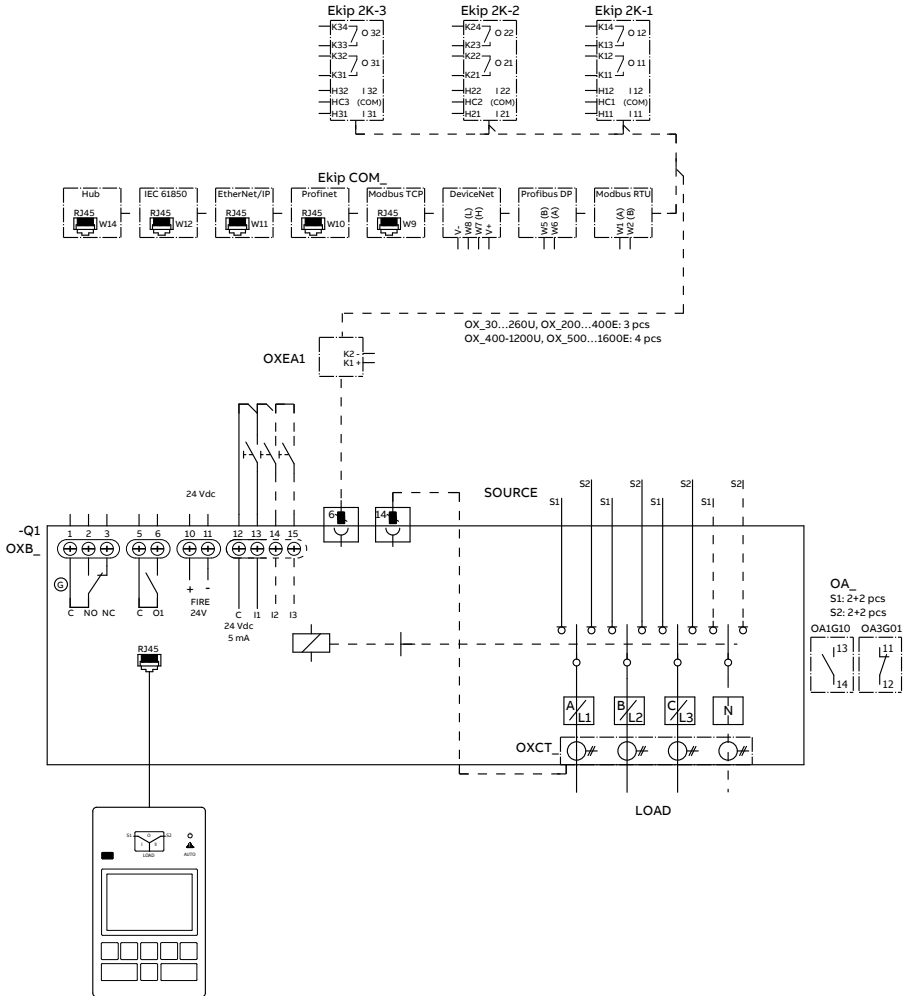 Ekip 2K-3 Ekip 2K-2 Ekip 2K-1
K34 O 32 K24 O 22 K14 O 12
K33 K23 K13
K32 O 31 K22 O 21 K12 O 11
K31 K21 K11
H32 I 32 H22 I 22 H12 I 12
HC3 (COM) HC2 (COM) HC1 (COM)
H31 I 31 H21 I 21 H11 I 11
Ekip COM_
Hub IEC 61850 EtherNet/IP Profinet Modbus TCP DeviceNet Profibus DP Modbus RTU
RJ45 W14 RJ45 W12 RJ45 W11 RJ45 W10 RJ45 W9
V- W8 (L) W7 (H) V+ W5 (B) W6 (A) W1 (A) W2 (B)
OX_30...260U, OX_200...400E: 3 pcs
OX_400-1200U, OX_500...1600E: 4 pcs
OXEA1
K2 -
K1 +
SOURCE
S2 S2 S2 S2
S1 S1 S1 S1
24 Vdc
6 14
-Q1
OXB_
1 2 3 5 6 10 11 12 13 14 15
G
+ -
C NO NC C O1 FIRE 24V C I1 I2 I3
24 Vdc
5 mA
RJ45
OA_
S1: 2+2 pcs
S2: 2+2 pcs
OA1G10 OA3G01
13 11
14 12
A L1 B L2 C L3 N
OXCT_
LOAD
S1 O S2
I II
LOAD
AUTO